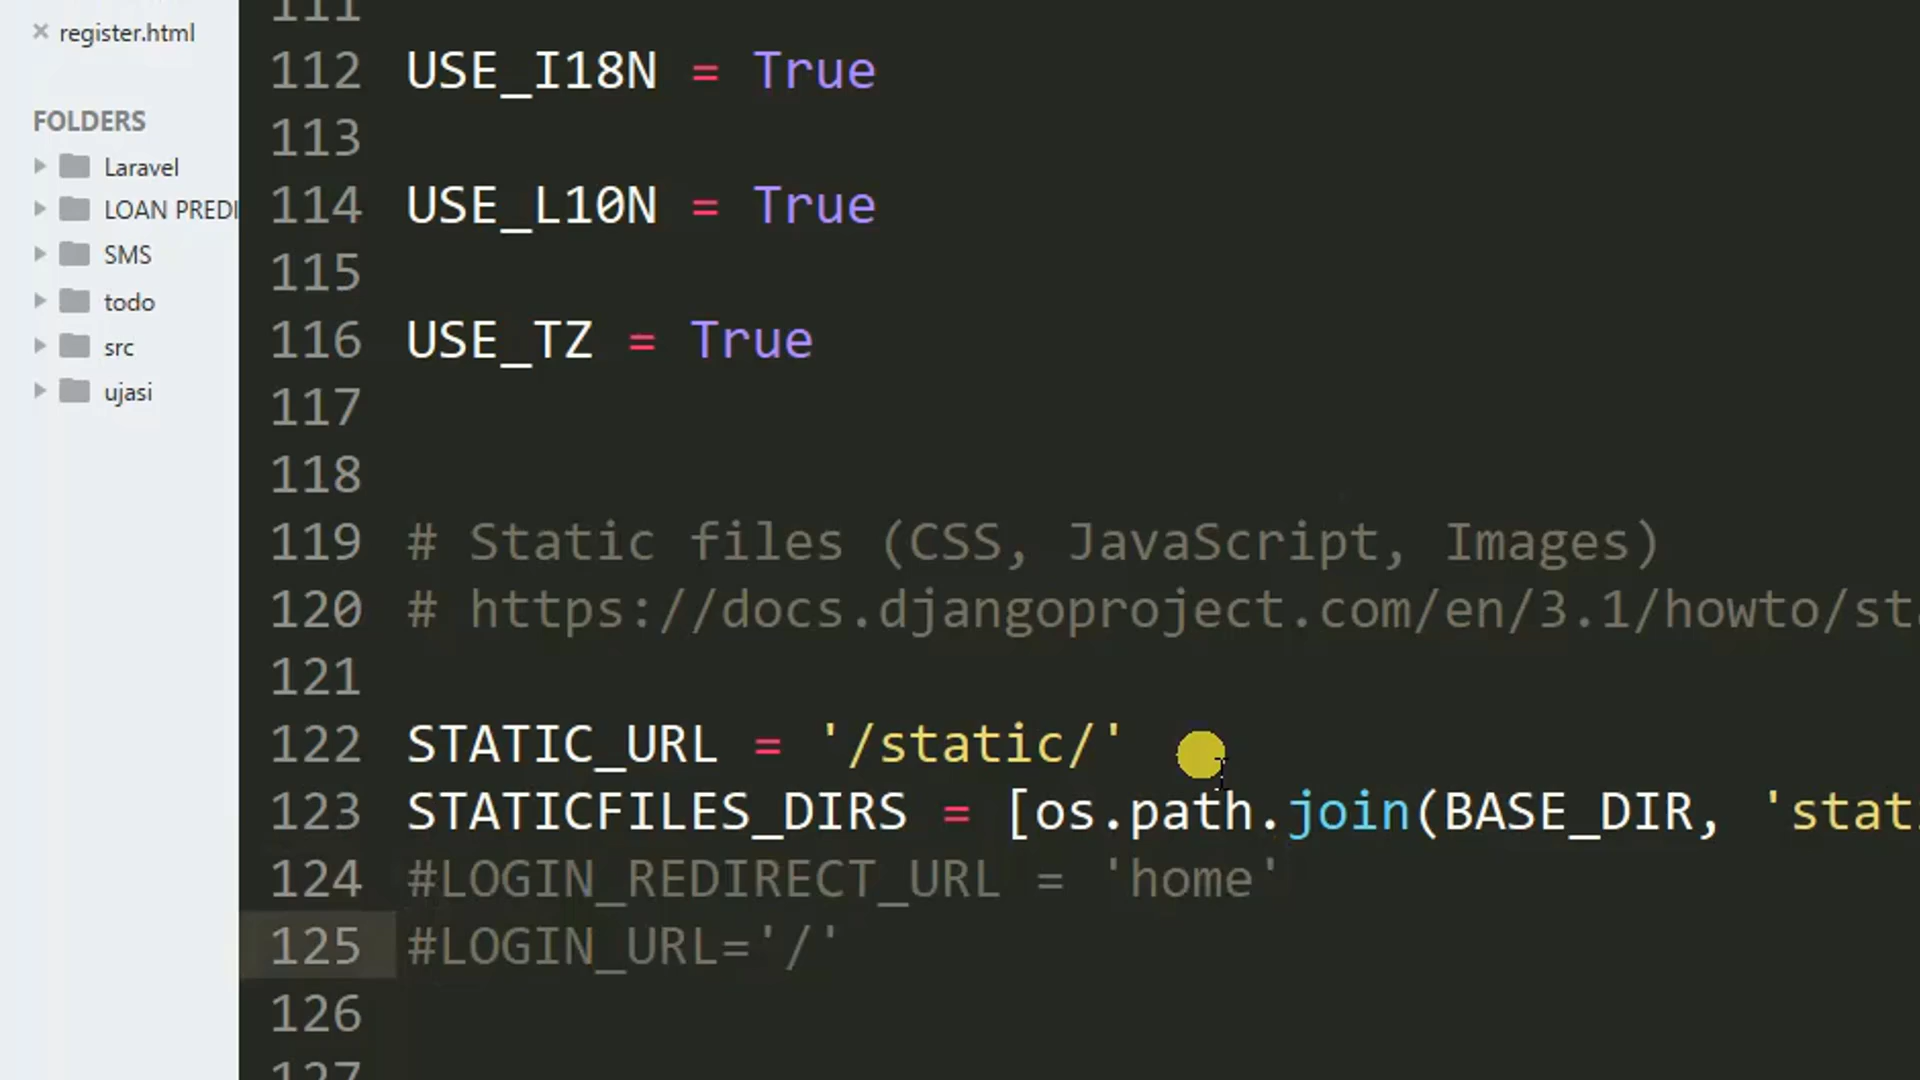 register.html
FOLDERS
Laravel
LOAN PREDI
SMS
todo
src
ujasi
111
112 USE_I18N = True
113
114 USE_L10N = True
115
116 USE_TZ = True
117
118
119 # Static files (CSS, JavaScript, Images)
120 # https://docs.djangoproject.com/en/3.1/howto/st
121
122 STATIC_URL = '/static/'
123 STATICFILES_DIRS = [os.path.join(BASE_DIR, 'stat
124 #LOGIN_REDIRECT_URL = 'home'
125 #LOGIN_URL='/'
126
127